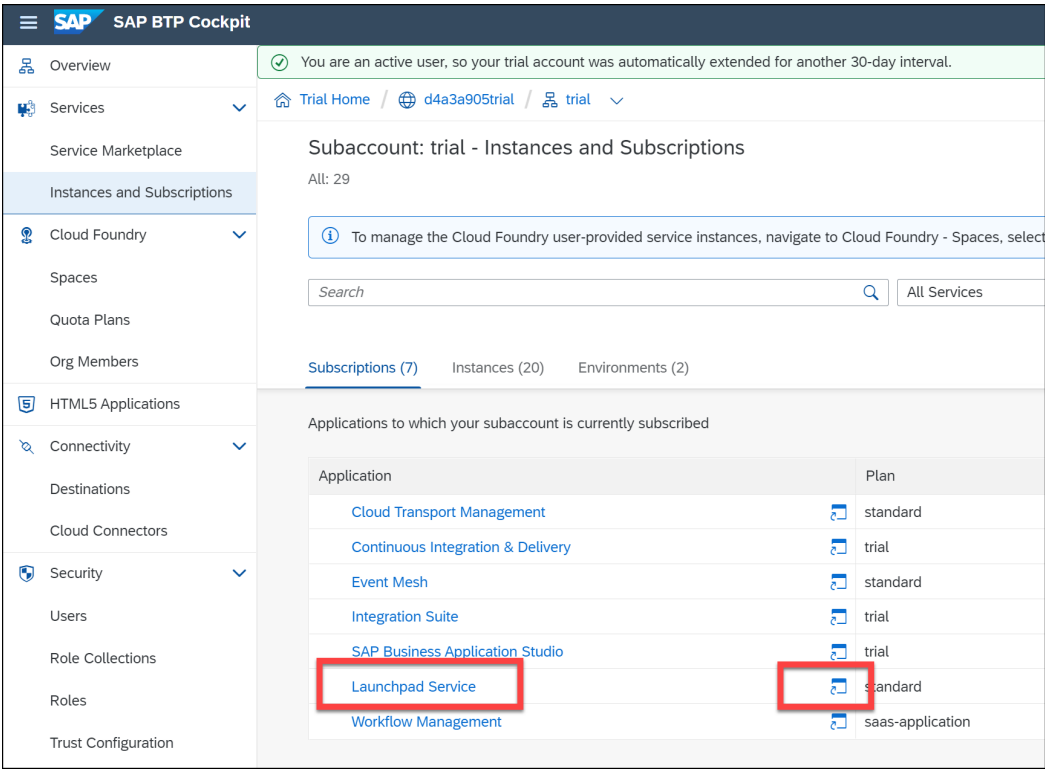 SAP SAP BTP Cockpit
Overview
Services
Service Marketplace
Instances and Subscriptions
Cloud Foundry
Spaces
Quota Plans
Org Members
5 HTML5 Applications
Connectivity
Destinations
Cloud Connectors
Security
Users
Role Collections
Roles
Trust Configuration
You are an active user, so your trial account was automatically extended for another 30-day interval.
Trial Home / d4a3a905trial / trial
Subaccount: trial - Instances and Subscriptions
All: 29
To manage the Cloud Foundry user-provided service instances, navigate to Cloud Foundry - Spaces, select
Search All Services
Subscriptions (7) Instances (20) Environments (2)
Applications to which your subaccount is currently subscribed
Application Plan
Cloud Transport Management standard
Continuous Integration & Delivery trial
Event Mesh standard
Integration Suite trial
SAP Business Application Studio trial
Launchpad Service standard
Workflow Management saas-application